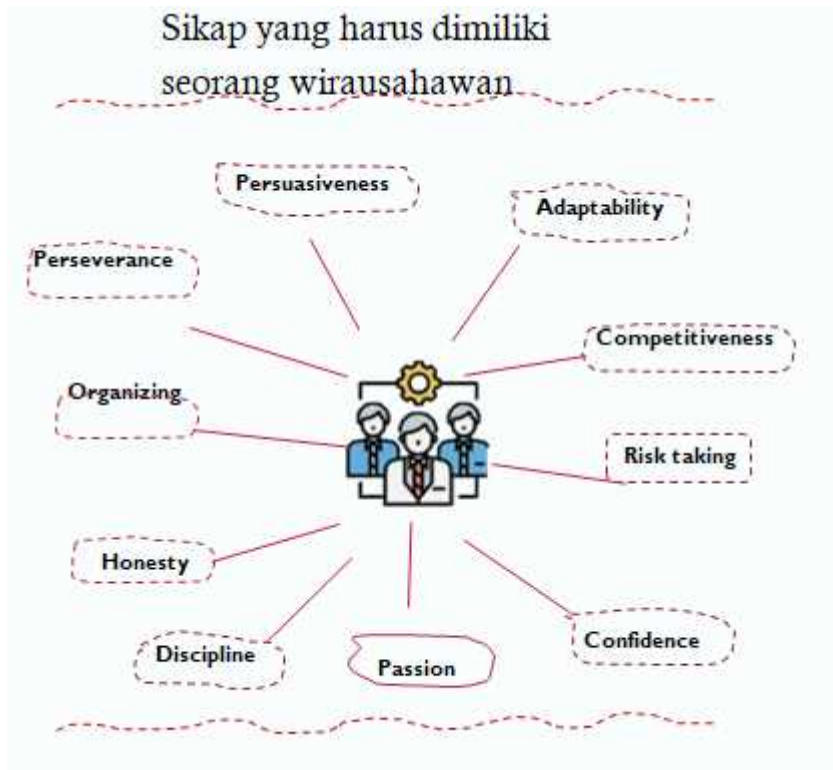 Sikap yang harus dimiliki
seorang wirausahawan
Persuasiveness
Adaptability
Perseverance
Competitiveness
Organizing
Risk taking
Honesty
Confidence
Discipline
Passion